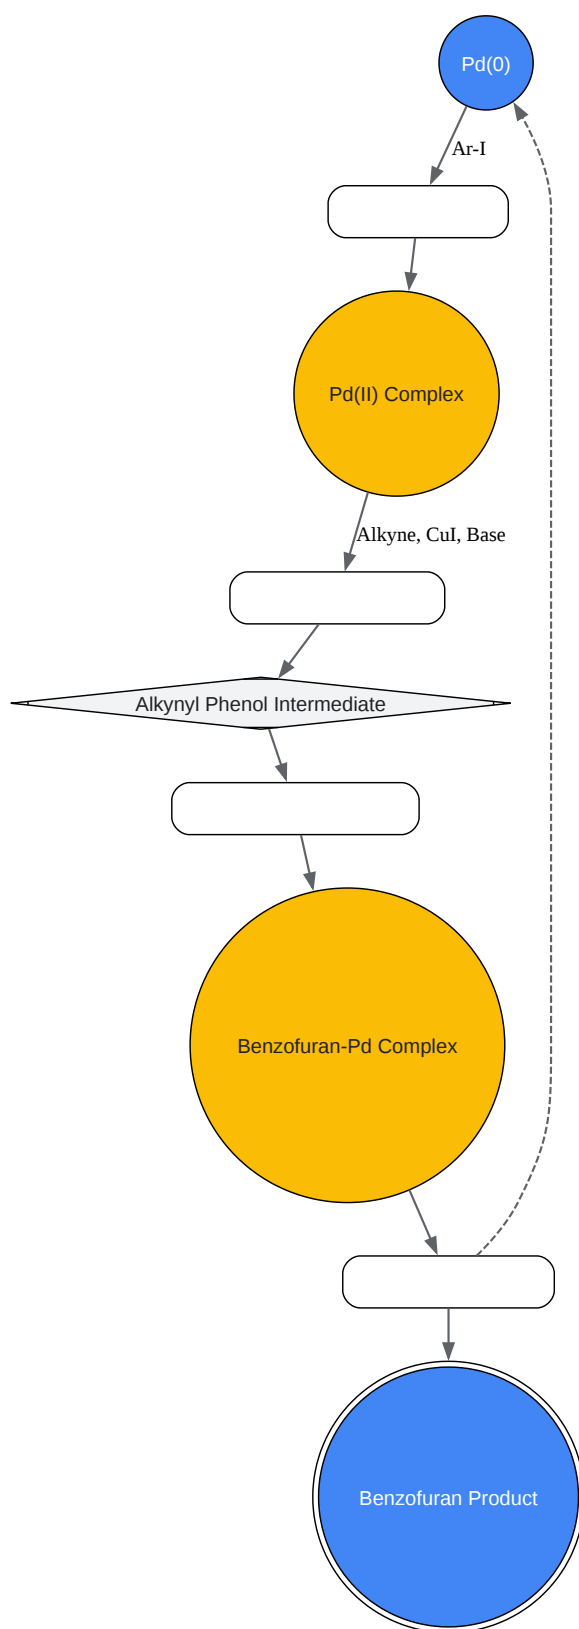 Pd(0)
Ar-I
Pd(II) Complex
Alkyne, CuI, Base
Alkynyl Phenol Intermediate
Benzofuran-Pd Complex
Benzofuran Product